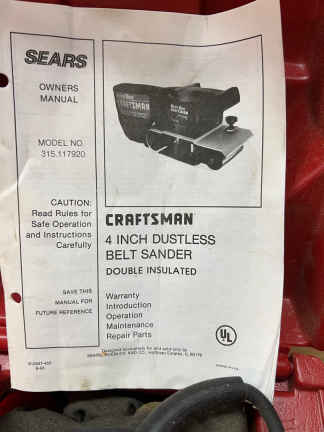 SEARS
OWNERS
MANUAL
MODEL NO.
315.117920
CAUTION:
Read Rules for
Safe Operation
and Instructions
Carefully
SAVE THIS
MANUAL FOR
FUTURE REFERENCE
CRAFTSMAN
CRAFTSMAN
4 INCH DUSTLESS
BELT SANDER
DOUBLE INSULATED
Warranty
Introduction
Operation
Maintenance
Repair Parts
UL